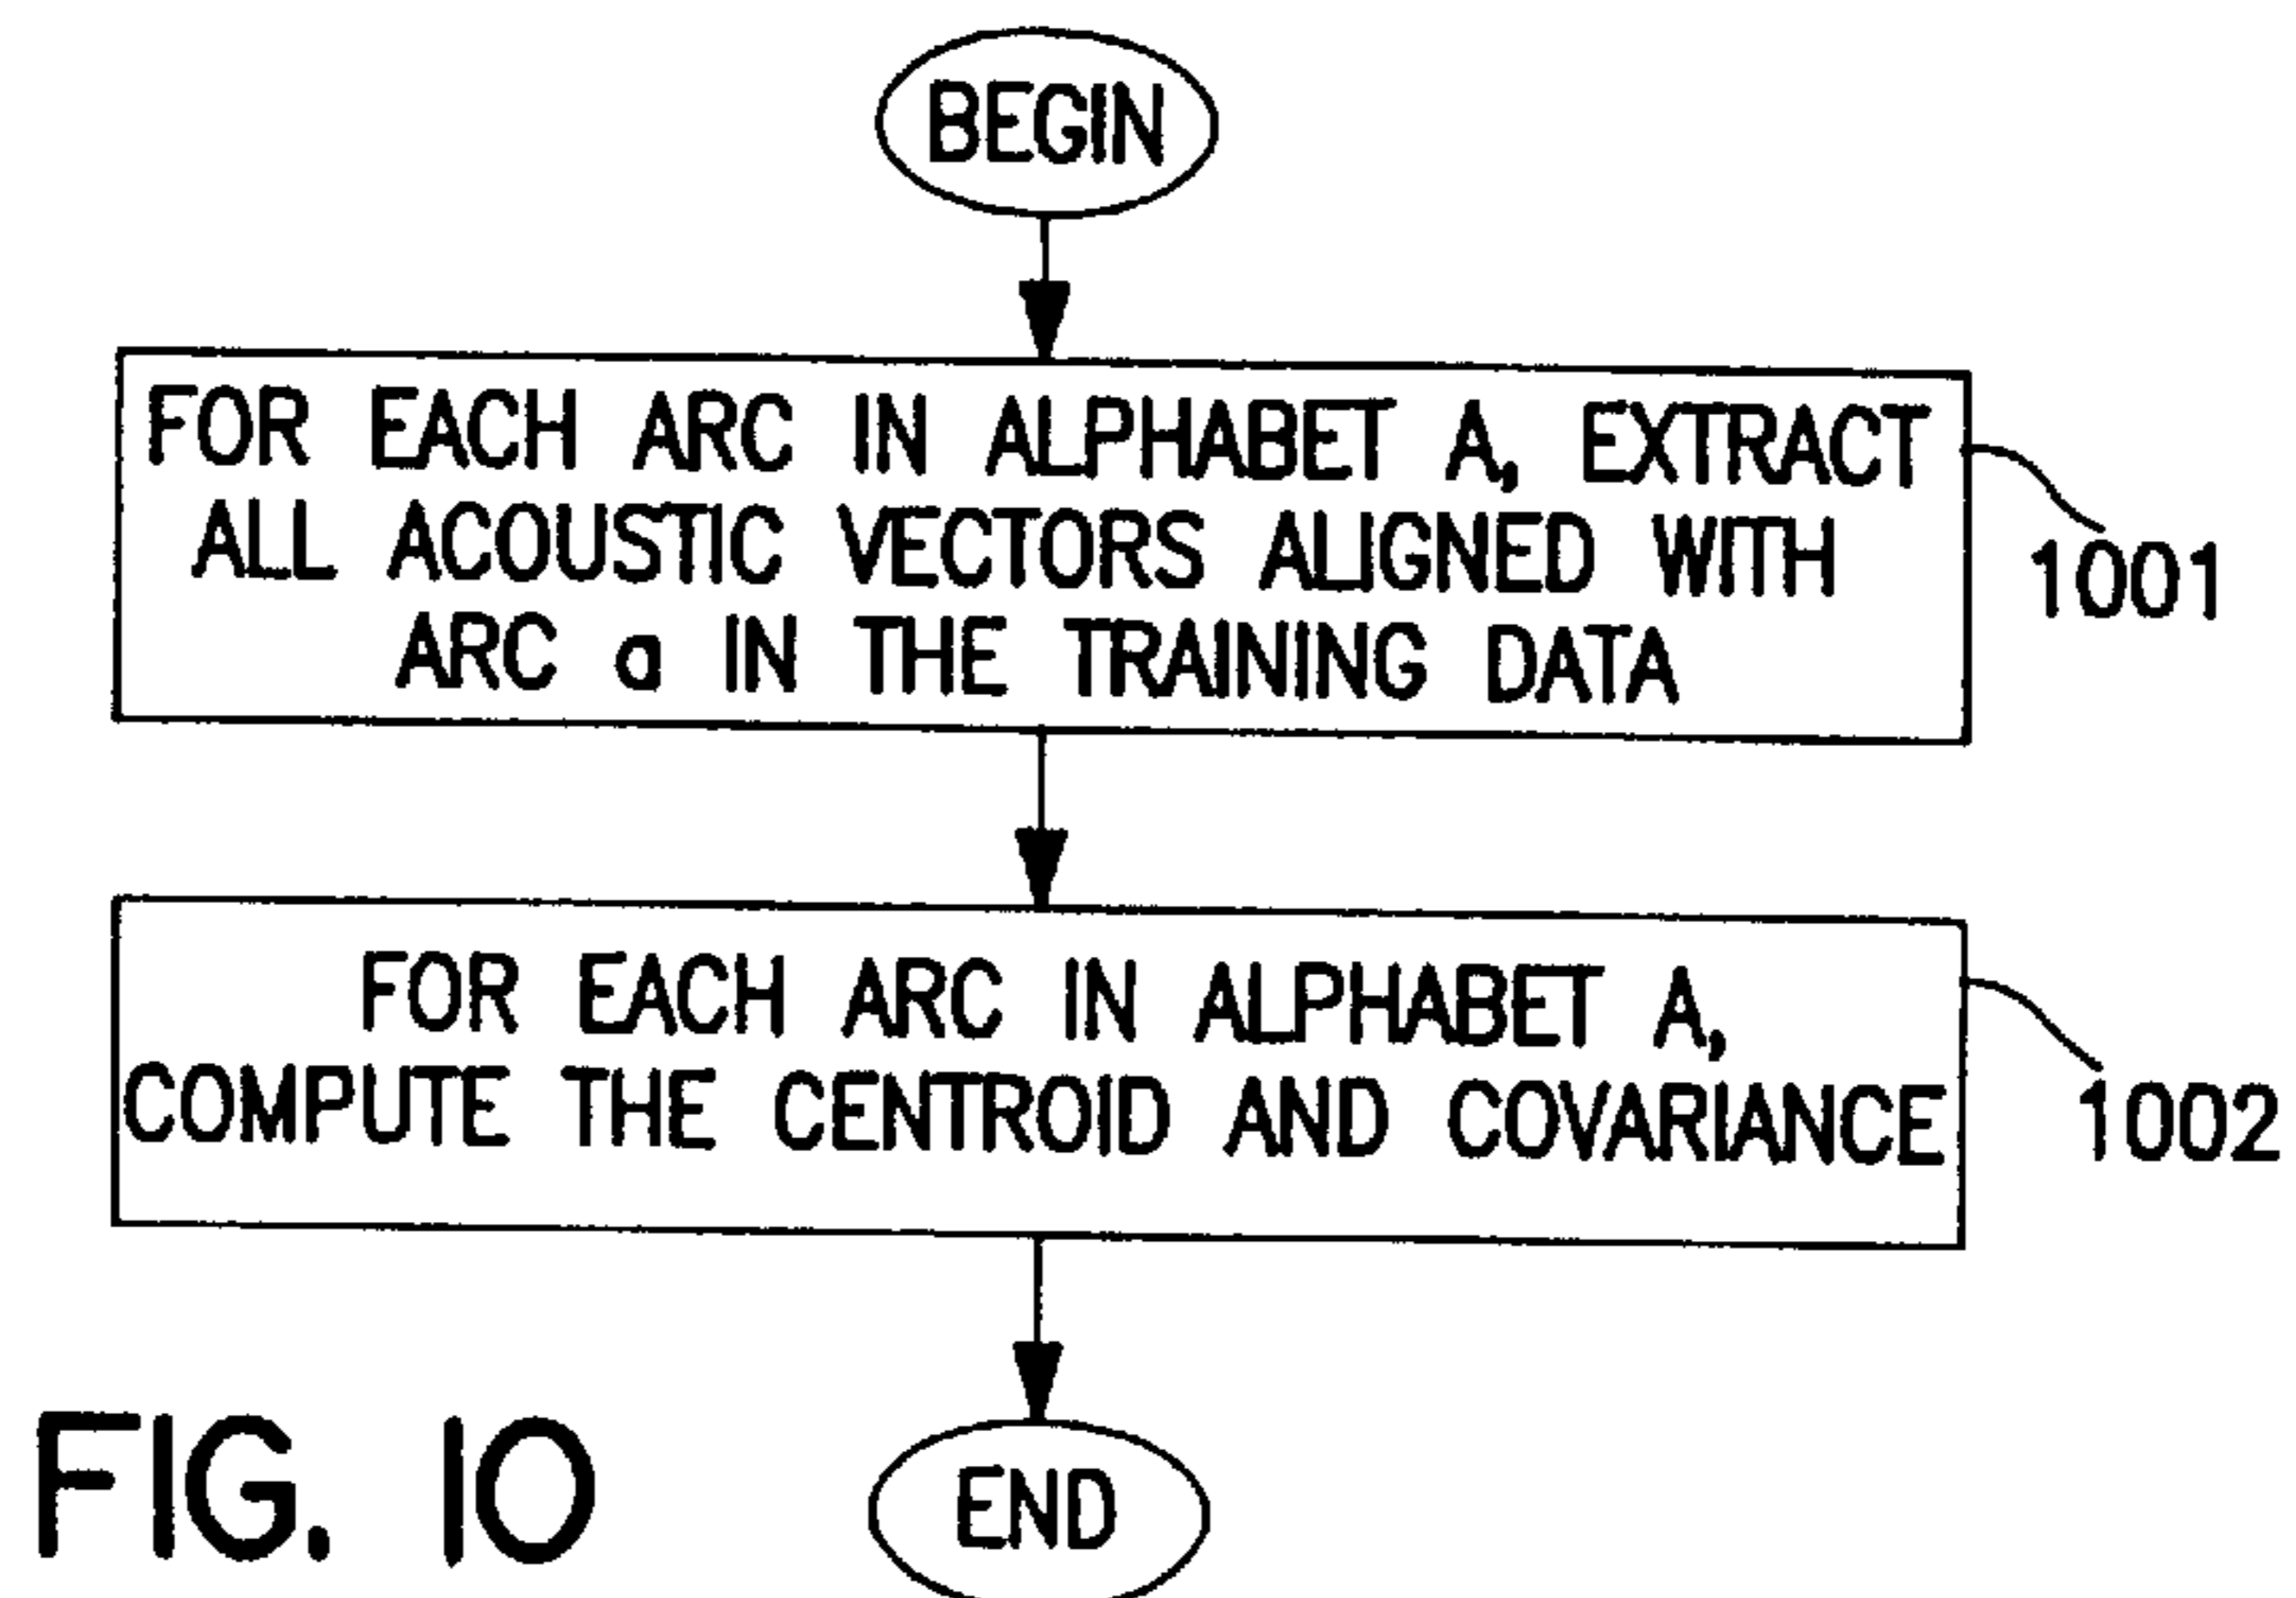 BEGIN
FOR EACH ARC IN ALPHABET A, EXTRACT
ALL ACOUSTIC VECTORS ALIGNED WITH
ARC a IN THE TRAINING DATA
1001
FOR EACH ARC IN ALPHABET A,
COMPUTE THE CENTROID AND COVARIANCE
1002
END
FIG. 10